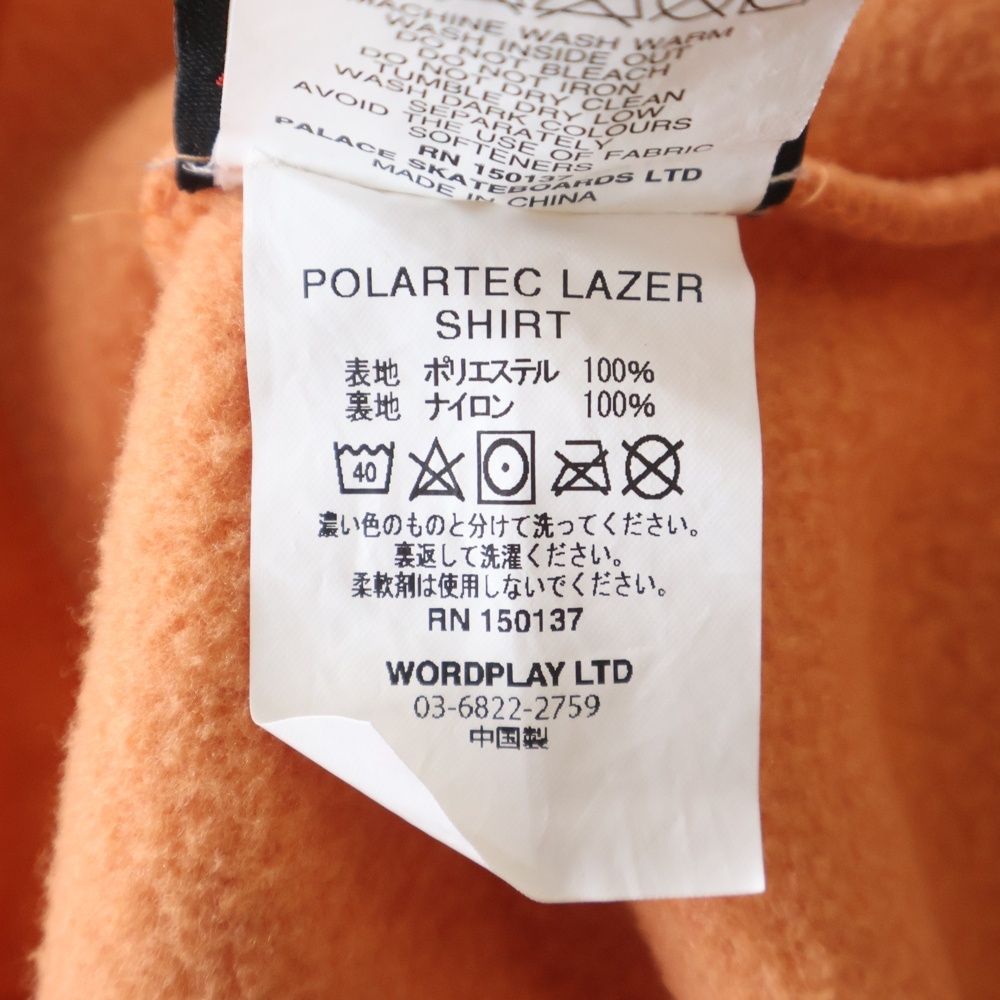 MACHINE WASH WARM
WASH INSIDE OUT
DO NOT BLEACH
DO NOT IRON
DO NOT DRY CLEAN
TUMBLE DRY LOW
WASH DARK COLOURS
SEPARATELY
AVOID THE USE OF FABRIC
SOFTENERS
RN 150137
PALACE SKATEBOARDS LTD
MADE IN CHINA
POLARTEC LAZER
SHIRT
表地 ポリエステル 100%
裏地 ナイロン 100%
40
濃い色のものと分けて洗ってください。
裏返して洗濯ください。
柔軟剤は使用しないでください。
RN 150137
WORDPLAY LTD
03-6822-2759
中国製